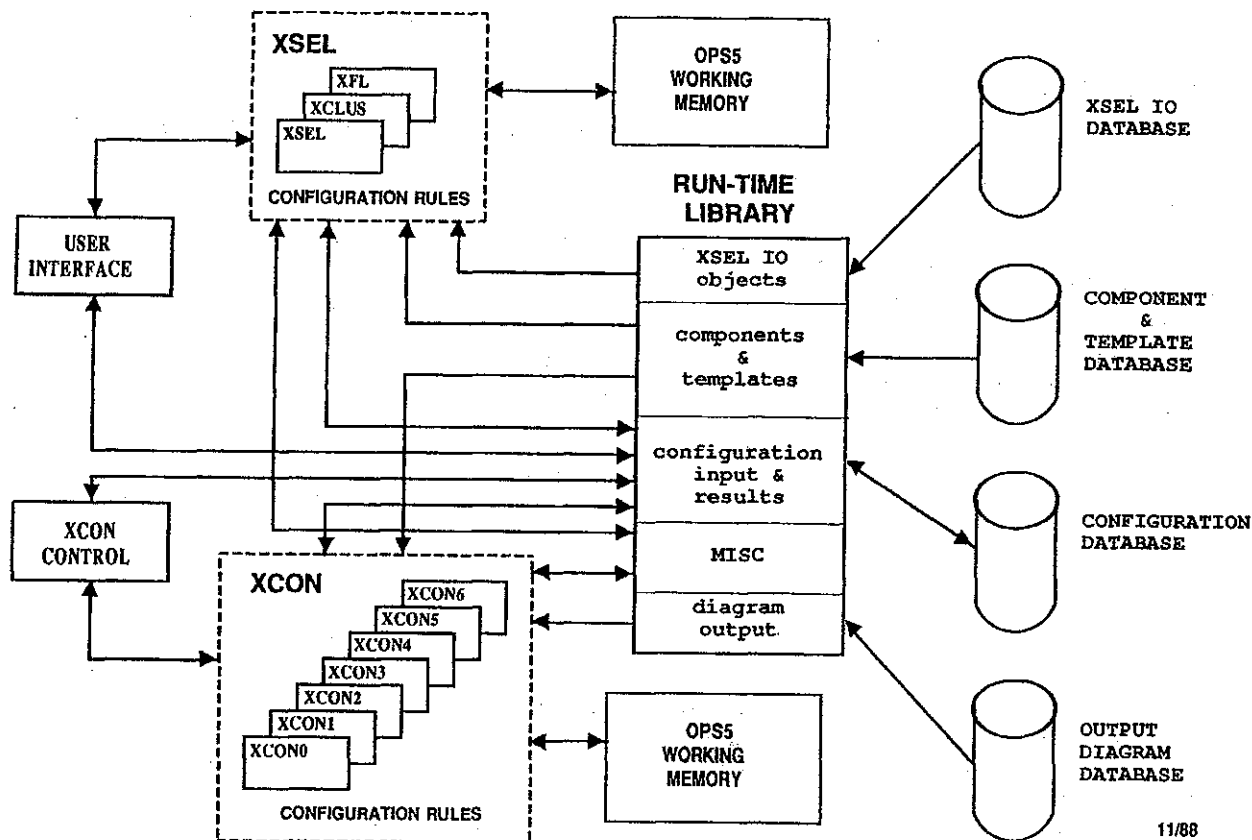 XSEL
XFL
XCLUS
XSEL
CONFIGURATION RULES
OPS5
WORKING
MEMORY
XSEL IO
DATABASE
USER
INTERFACE
RUN-TIME
LIBRARY
XSEL IO
objects
components
&
templates
configuration
input &
results
MISC
diagram
output
COMPONENT
&
TEMPLATE
DATABASE
CONFIGURATION
DATABASE
XCON
CONTROL
XCON
XCON6
XCON5
XCON4
XCON3
XCON2
XCON1
XCON0
CONFIGURATION RULES
OPS5
WORKING
MEMORY
OUTPUT
DIAGRAM
DATABASE
11/88